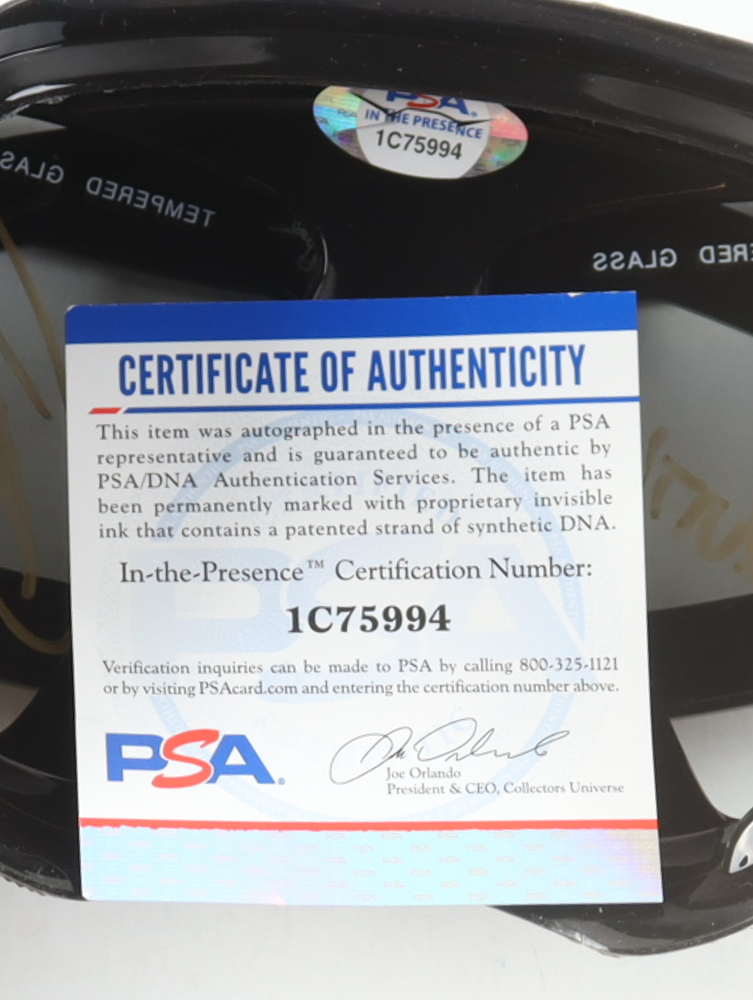 PSA.
IN THE PRESENCE
1C75994
TEMPERED GLASS
GLASS
CERTIFICATE OF AUTHENTICITY
This item was autographed in the presence of a PSA
representative and is guaranteed to be authentic by
PSA/DNA Authentication Services. The item has
been permanently marked with proprietary invisible
ink that contains a patented strand of synthetic DNA.
In-the-Presence™ Certification Number:
1C75994
Verification inquiries can be made to PSA by calling 800-325-1121
or by visiting PSAcard.com and entering the certification number above.
PSA.
Joe Orlando
President & CEO, Collectors Universe